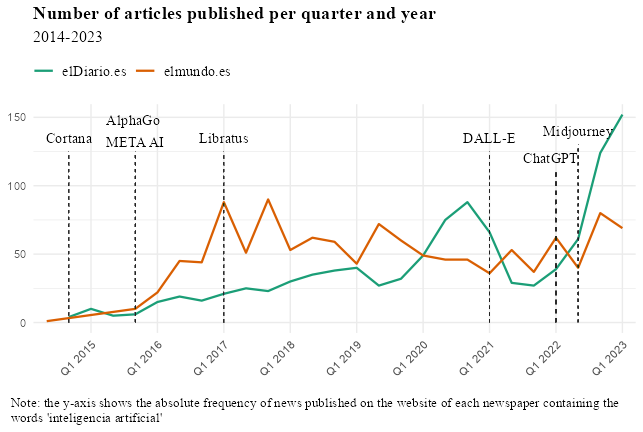 Number of articles published per quarter and year
2014-2023
elDiario.es elmundo.es
150
100
50
0
AlphaGo
Cortana META AI Libratus DALL-E Midjourney
ChatGPT
Q1 2015 Q1 2016 Q1 2017 Q1 2018 Q1 2019 Q1 2020 Q1 2021 Q1 2022 Q1 2023
Note: the y-axis shows the absolute frequency of news published on the website of each newspaper containing the
words 'inteligencia artificial'